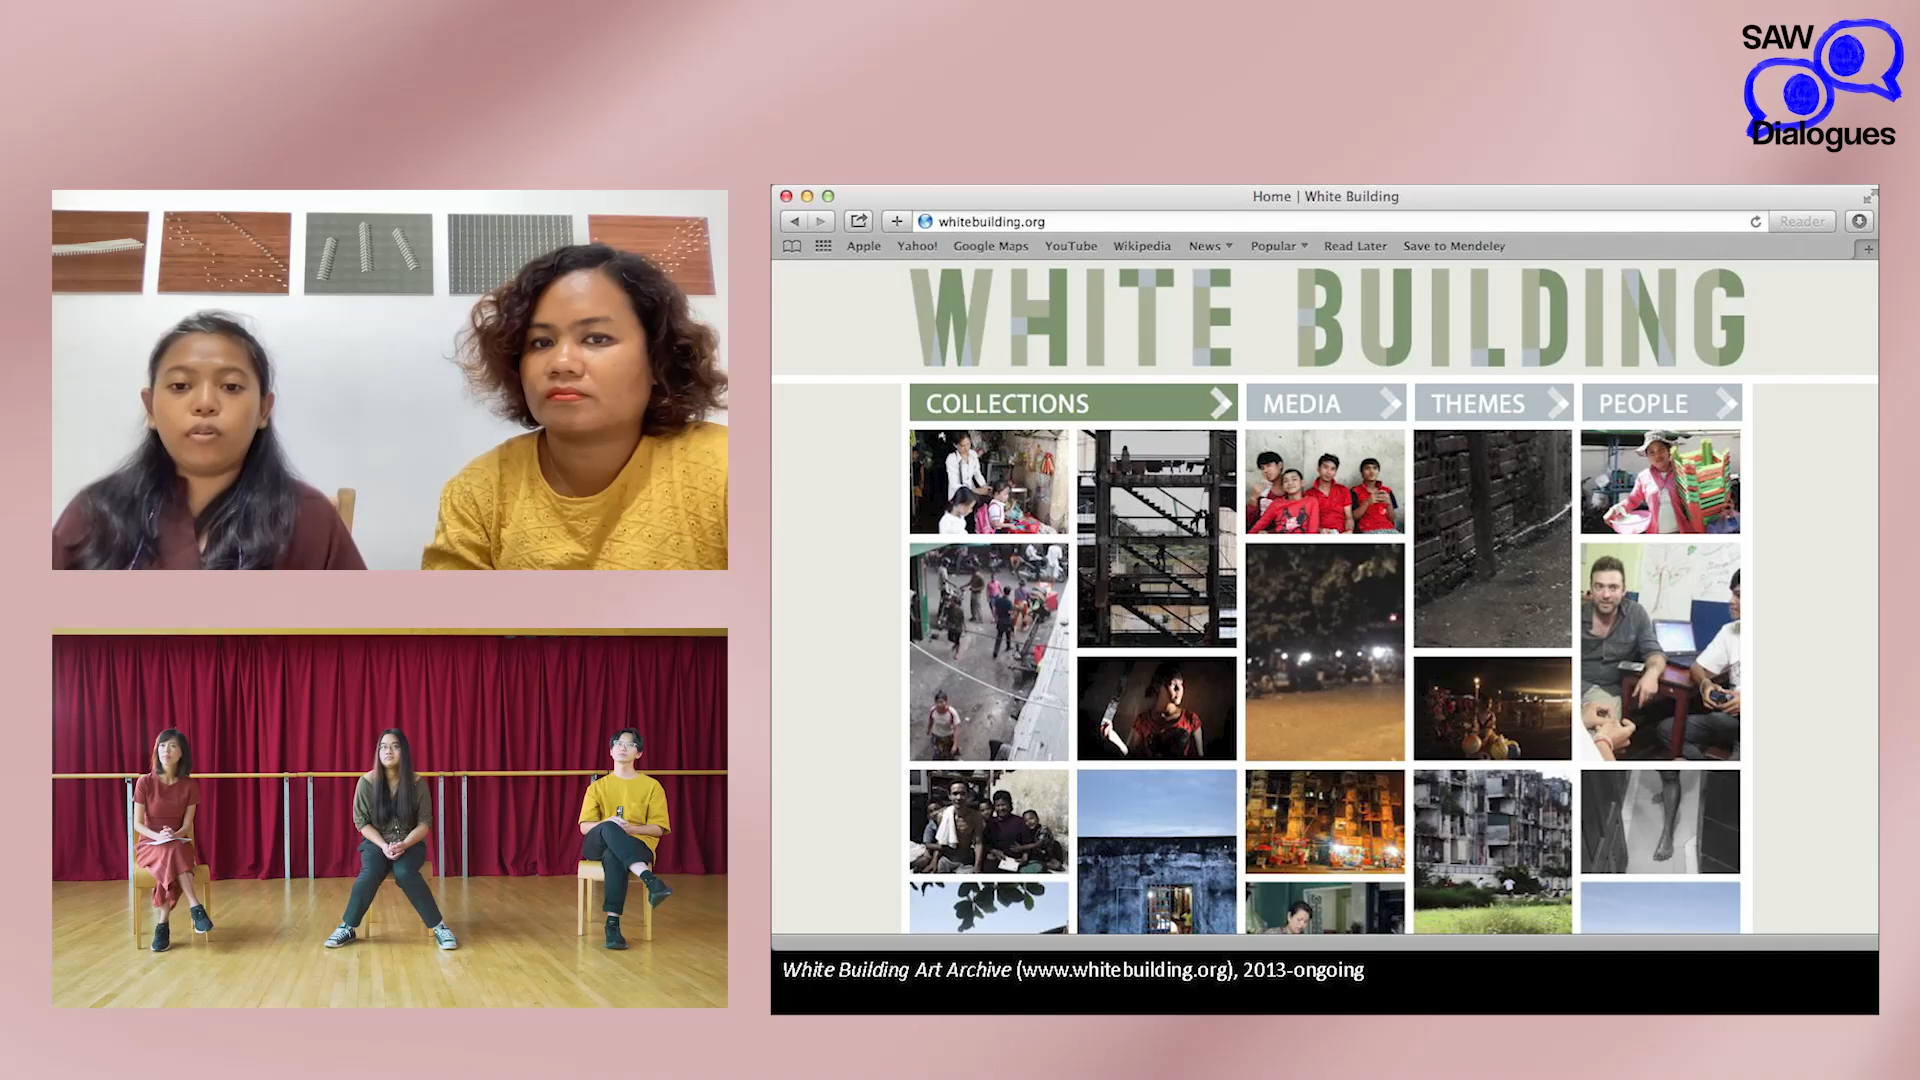 SAW
Dialogues
Home | White Building
whitebuilding.org
Reader
Apple Yahoo! Google Maps YouTube Wikipedia News Popular Read Later Save to Mendeley
WHITE BUILDING
COLLECTIONS MEDIA THEMES PEOPLE
White Building Art Archive (www.whitebuilding.org), 2013-ongoing